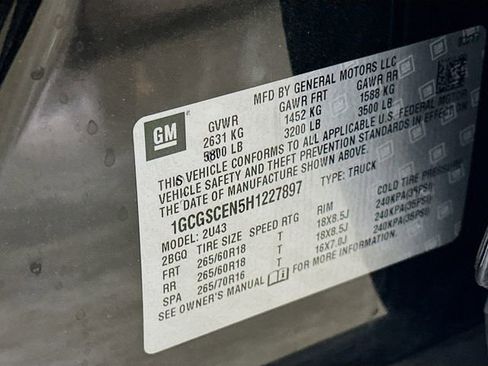 GM
MFD BY GENERAL MOTORS LLC
GVWR GAWR FRT GAWR RR
2631 KG 1452 KG 1588 KG
5800 LB 3200 LB 3500 LB
THIS VEHICLE CONFORMS TO ALL APPLICABLE U.S. FEDERAL MOTOR
VEHICLE SAFETY AND THEFT PREVENTION STANDARDS IN EFFECT ON
THE DATE OF MANUFACTURE SHOWN ABOVE.
1GCGSCEN5H1227897 TYPE: TRUCK
MODEL: 2U43
2BGQ TIRE SIZE SPEED RTG RIM COLD TIRE PRESSURE
FRT 265/60R18 T 18X8.5J 240KPA(35PSI)
RR 265/60R18 T 18X8.5J 240KPA(35PSI)
SPA 265/70R16 T 16X7.0J 240KPA(35PSI)
SEE OWNER'S MANUAL FOR MORE INFORMATION.